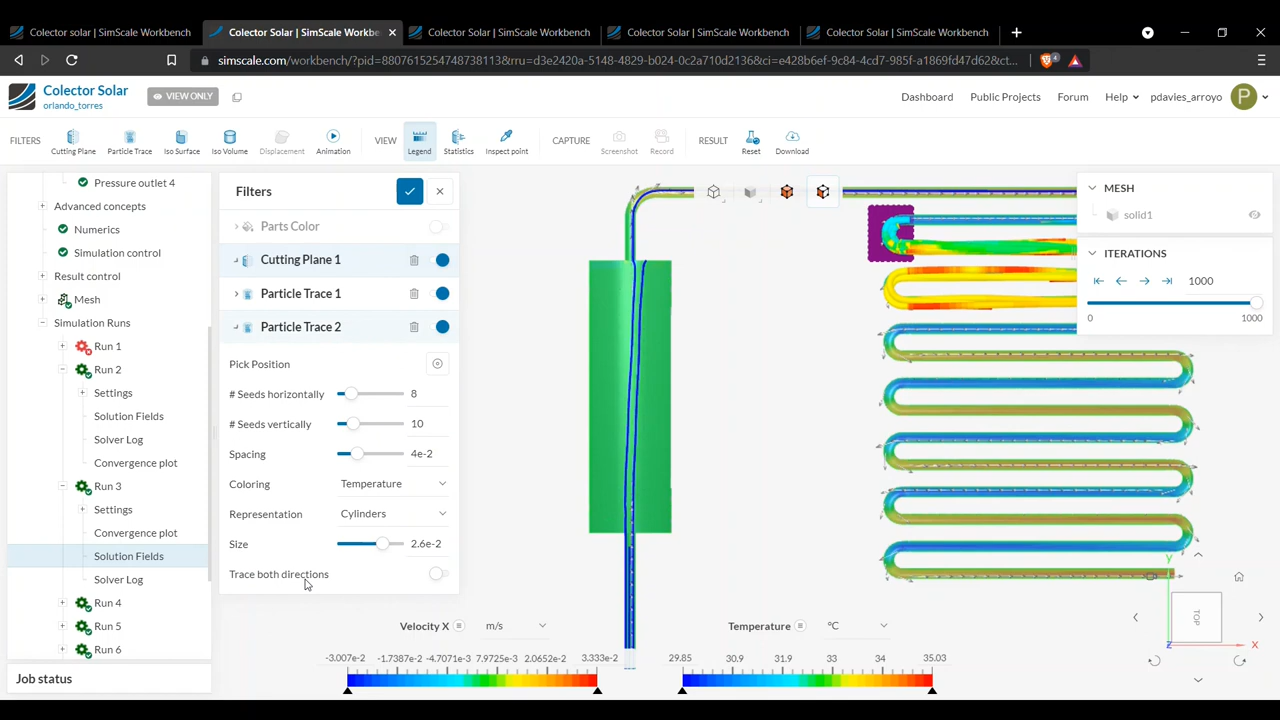 Colector solar | SimScale Workbench
Colector Solar | SimScale Workbe
Colector Solar | SimScale Workbench
Colector Solar | SimScale Workbench
Colector Solar | SimScale Workbench
simscale.com/workbench/?pid=8807615254748738113&rru=d3e2420a-5148-4829-b024-0c2a710d2136&ci=e428b6ef-9c84-4cd7-985f-a1869fd47d62&ct...
4
Colector Solar
orlando_torres
VIEW ONLY
Dashboard
Public Projects
Forum
Help
pdavies_arroyo
P
FILTERS
Cutting Plane
Particle Trace
Iso Surface
Iso Volume
Displacement
Animation
VIEW
Legend
Statistics
Inspect point
CAPTURE
Screenshot
Record
RESULT
Reset
Download
Pressure outlet 4
Advanced concepts
Numerics
Simulation control
Result control
Mesh
Simulation Runs
Run 1
Run 2
Settings
Solution Fields
Solver Log
Convergence plot
Run 3
Settings
Convergence plot
Solution Fields
Solver Log
Run 4
Run 5
Run 6
Job status
Filters
Parts Color
Cutting Plane 1
Particle Trace 1
Particle Trace 2
Pick Position
# Seeds horizontally 8
# Seeds vertically 10
Spacing 4e-2
Coloring Temperature
Representation Cylinders
Size 2.6e-2
Trace both directions
MESH
solid1
ITERATIONS
1000
0 1000
Velocity X m/s
-3.007e-2 -1.7387e-2 -4.7071e-3 7.9725e-3 2.0652e-2 3.333e-2
Temperature °C
29.85 30.9 31.9 33 34 35.03
y
TOP
z
X